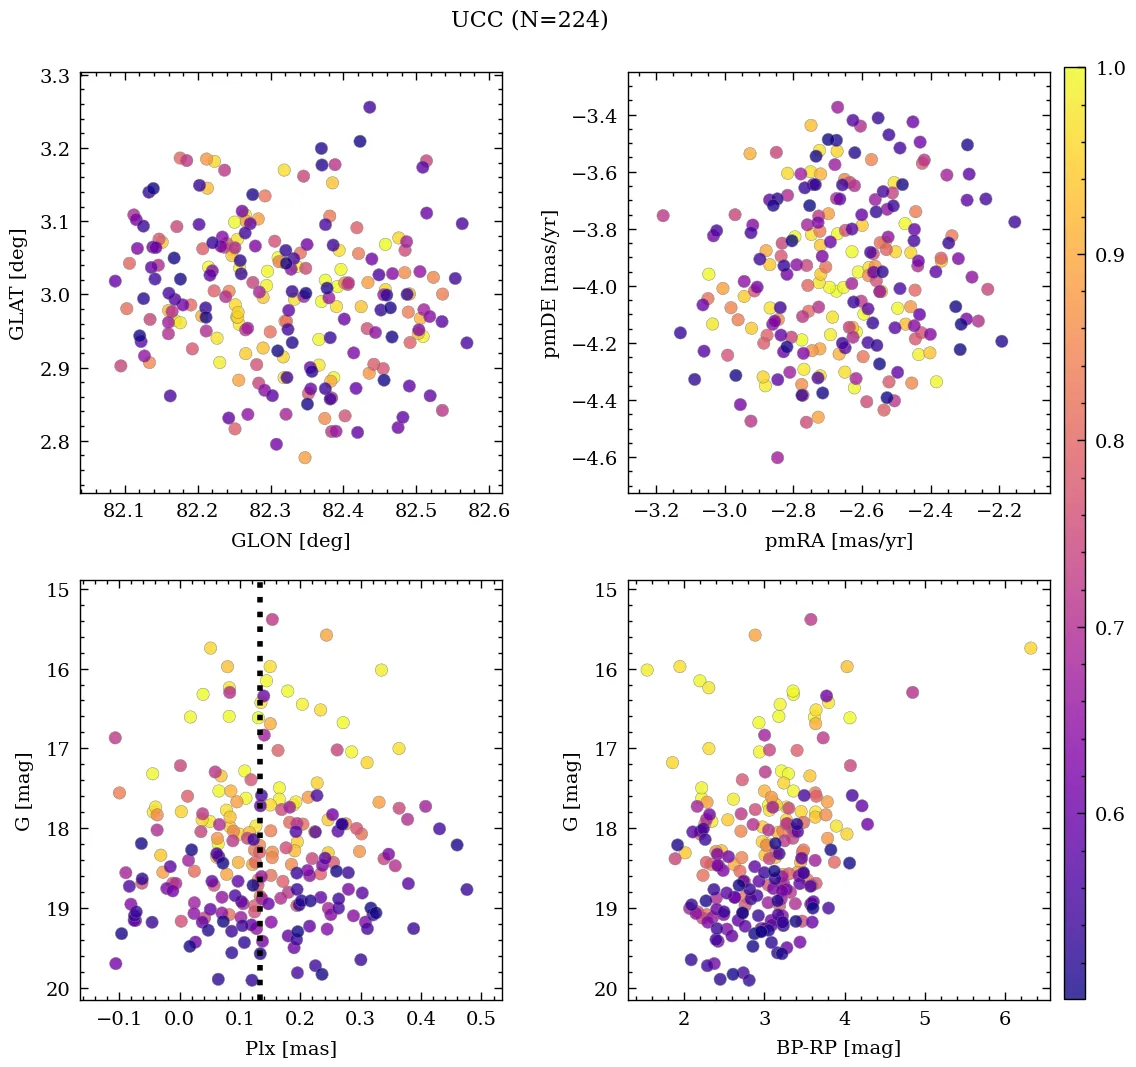 UCC (N=224)
3.3
3.2
3.1
3.0
2.9
2.8
GLAT [deg]
82.1 82.2 82.3 82.4 82.5 82.6
GLON [deg]
−3.4
−3.6
−3.8
−4.0
−4.2
−4.4
−4.6
pmDE [mas/yr]
−3.2 −3.0 −2.8 −2.6 −2.4 −2.2
pmRA [mas/yr]
15
16
17
18
19
20
G [mag]
−0.1 0.0 0.1 0.2 0.3 0.4 0.5
Plx [mas]
15
16
17
18
19
20
G [mag]
2 3 4 5 6
BP-RP [mag]
1.0
0.9
0.8
0.7
0.6